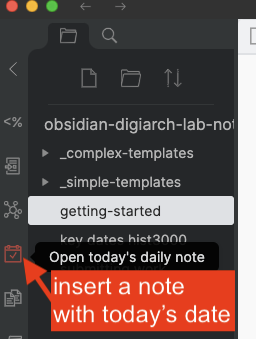 <%
obsidian-digiarch-lab-not
_complex-templates
_simple-templates
getting-started
key dates hist3000
Open today's daily note
insert a note
with today's date